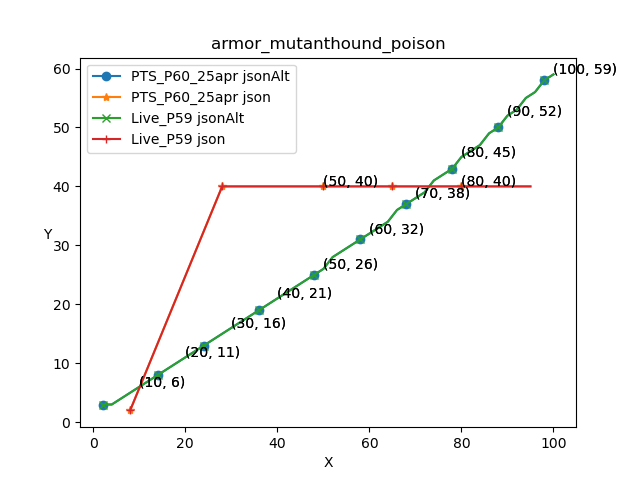 armor_mutanthound_poison
PTS_P60_25apr jsonAlt
PTS_P60_25apr json
Live_P59 jsonAlt
Live_P59 json
(100, 59)
(90, 52)
(80, 45)
(50, 40)
(80, 40)
(70, 38)
(60, 32)
(50, 26)
(40, 21)
(30, 16)
(20, 11)
(10, 6)
60
50
40
30
20
10
0
Y
0 20 40 60 80 100
X